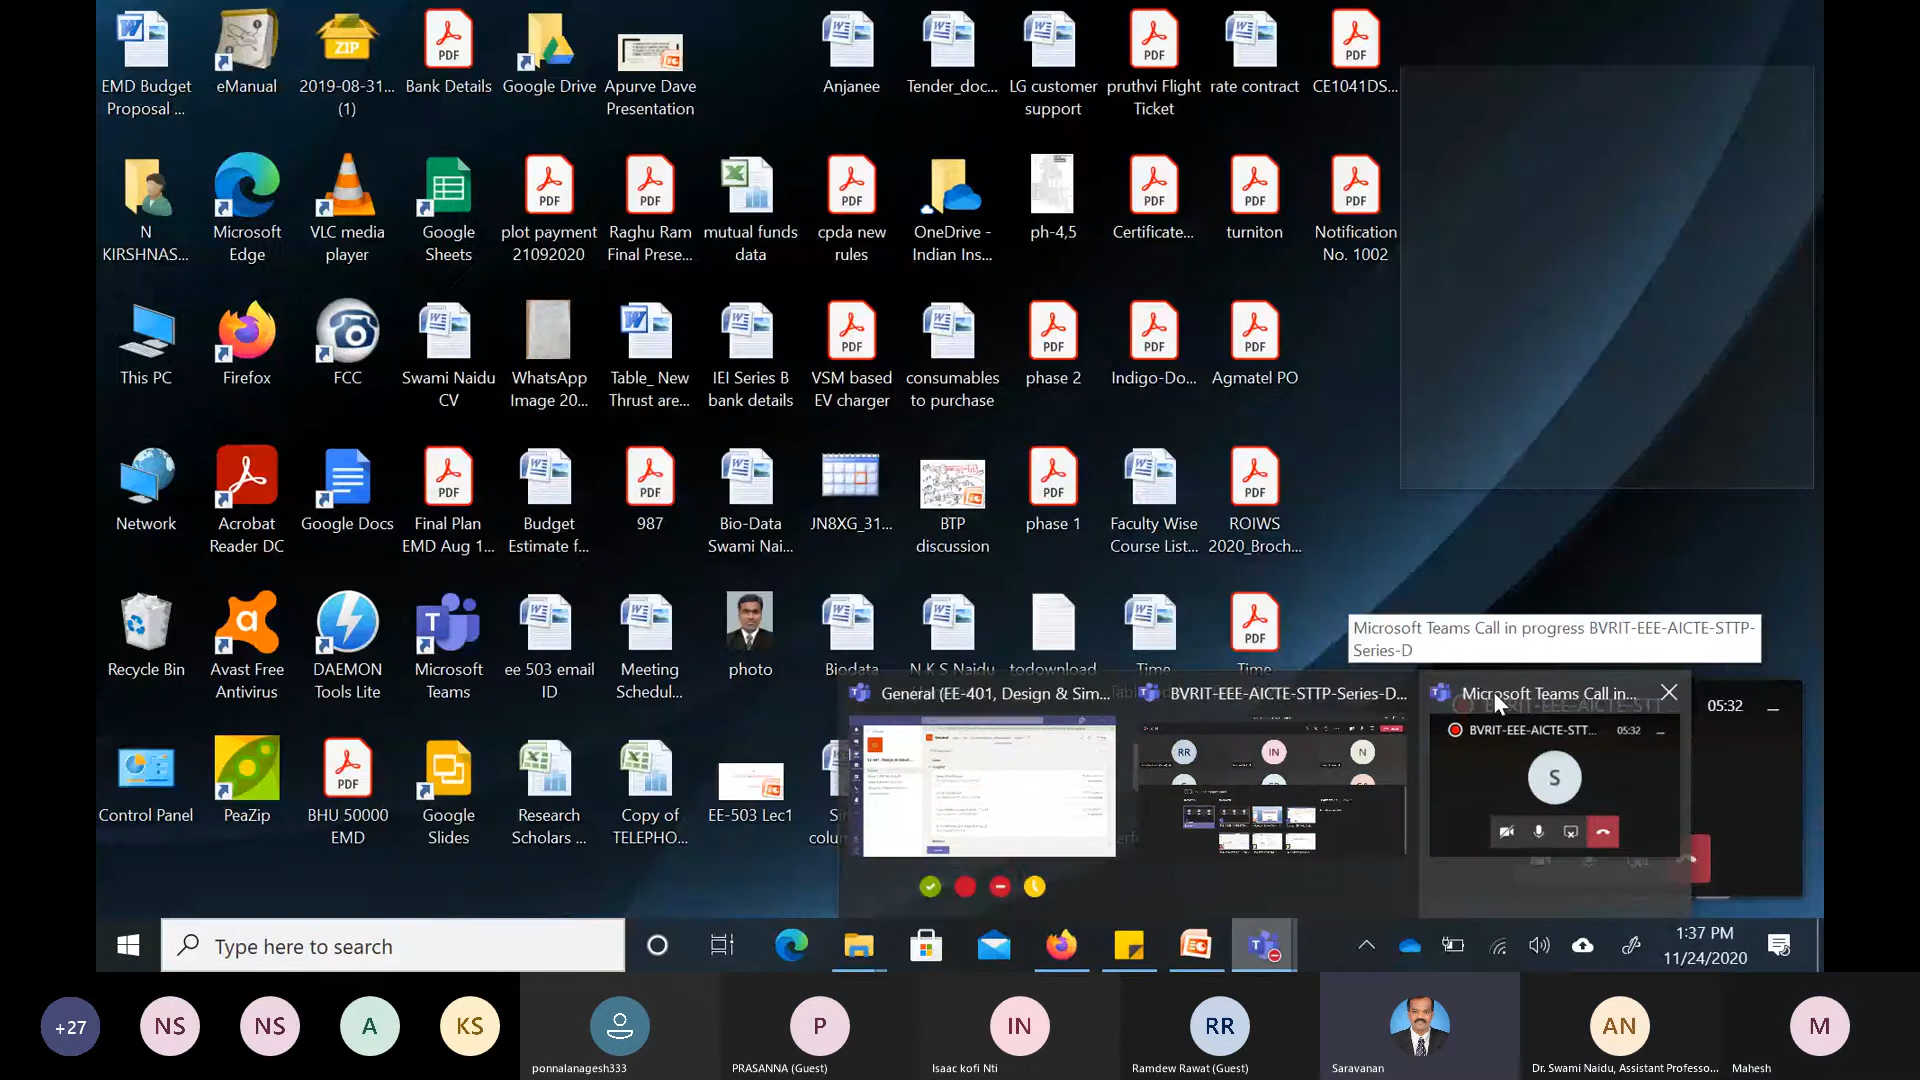 EMD Budget
Proposal ...
eManual
2019-08-31...
(1)
Bank Details
Google Drive
Apurve Dave
Presentation
Anjanee
Tender_doc...
LG customer
support
pruthvi Flight
Ticket
rate contract
CE1041DS...
N
KIRSHNAS...
Microsoft
Edge
VLC media
player
Google
Sheets
plot payment
21092020
Raghu Ram
Final Prese...
mutual funds
data
cpda new
rules
OneDrive -
Indian Ins...
ph-4,5
Certificate...
turniton
Notification
No. 1002
This PC
Firefox
FCC
Swami Naidu
CV
WhatsApp
Image 20...
Table_ New
Thrust are...
IEI Series B
bank details
VSM based
EV charger
consumables
to purchase
phase 2
Indigo-Do...
Agmatel PO
Network
Acrobat
Reader DC
Google Docs
Final Plan
EMD Aug 1...
Budget
Estimate f...
987
Bio-Data
Swami Nai...
JN8XG_31...
BTP
discussion
phase 1
Faculty Wise
Course List...
ROIWS
2020_Broch...
Recycle Bin
Avast Free
Antivirus
DAEMON
Tools Lite
Microsoft
Teams
ee 503 email
ID
Meeting
Schedul...
photo
Biodata
N K S Naidu
todownload
Time
Time
Microsoft Teams Call in progress BVRIT-EEE-AICTE-STTP-
Series-D
General (EE-401, Design & Sim...
BVRIT-EEE-AICTE-STTP-Series-D...
Microsoft Teams Call in...
05:32
BVRIT-EEE-AICTE-STT...
05:32
RR
IN
N
S
Control Panel
PeaZip
BHU 50000
EMD
Google
Slides
Research
Scholars ...
Copy of
TELEPHO...
EE-503 Lec1
Type here to search
1:37 PM
11/24/2020
+27
NS
NS
A
KS
ponnalanagesh333
P
PRASANNA (Guest)
IN
Isaac kofi Nti
RR
Ramdew Rawat (Guest)
Saravanan
AN
Dr. Swami Naidu, Assistant Professo...
M
Mahesh